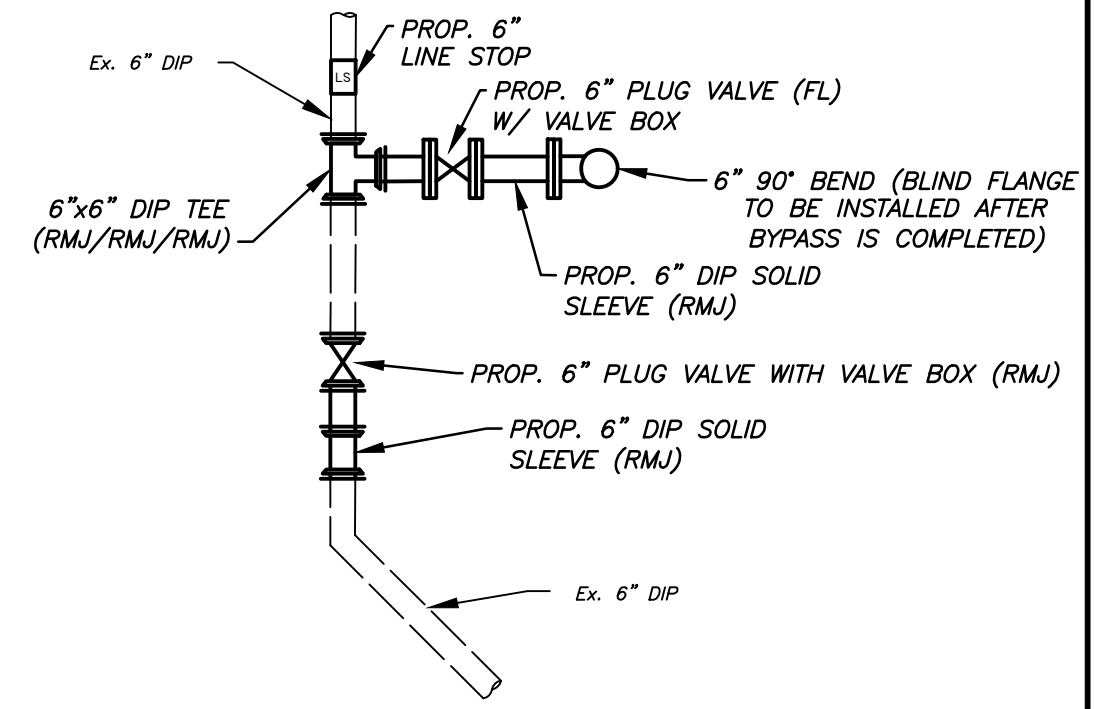 PROP. 6”
LINE STOP
Ex. 6” DIP
LS
PROP. 6” PLUG VALVE (FL)
W/ VALVE BOX
6” 90° BEND (BLIND FLANGE
TO BE INSTALLED AFTER
BYPASS IS COMPLETED)
6”x6” DIP TEE
(RMJ/RMJ/RMJ)
PROP. 6” DIP SOLID
SLEEVE (RMJ)
PROP. 6” PLUG VALVE WITH VALVE BOX (RMJ)
PROP. 6” DIP SOLID
SLEEVE (RMJ)
Ex. 6” DIP